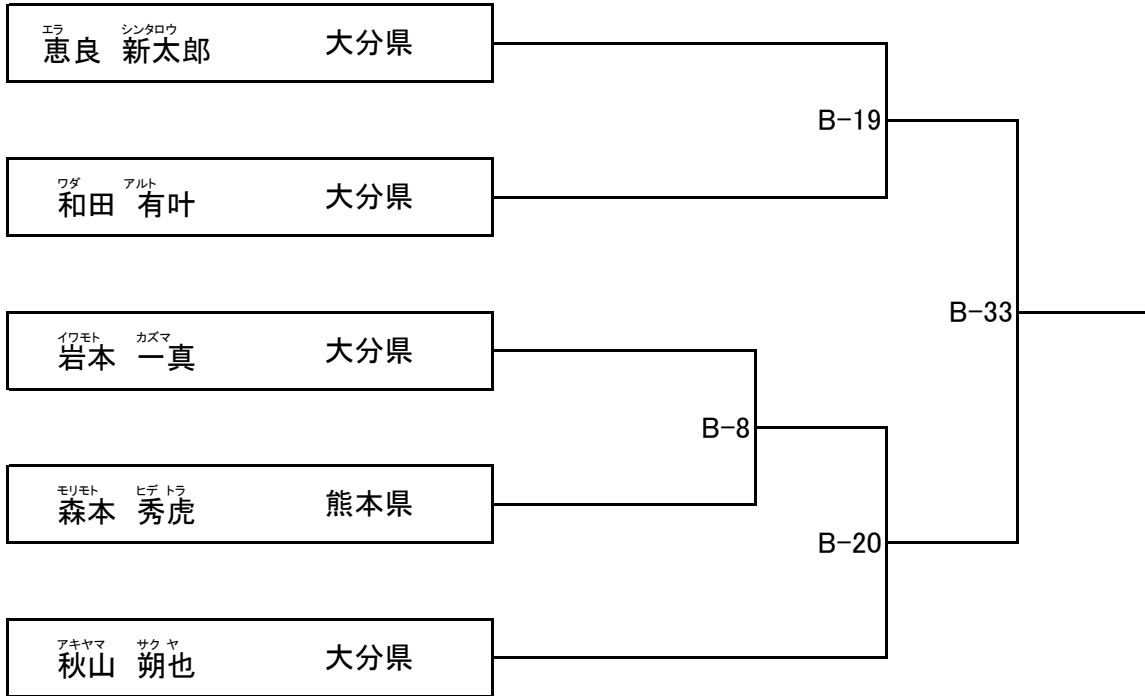 エラ シンタロウ
恵良 新太郎 大分県
B-19
ワダ アルト
和田 有叶 大分県
B-33
イワモト カズマ
岩本 一真 大分県
B-8
モリモト ヒデ トラ
森本 秀虎 熊本県
B-20
アキヤマ サク ヤ
秋山 朔也 大分県